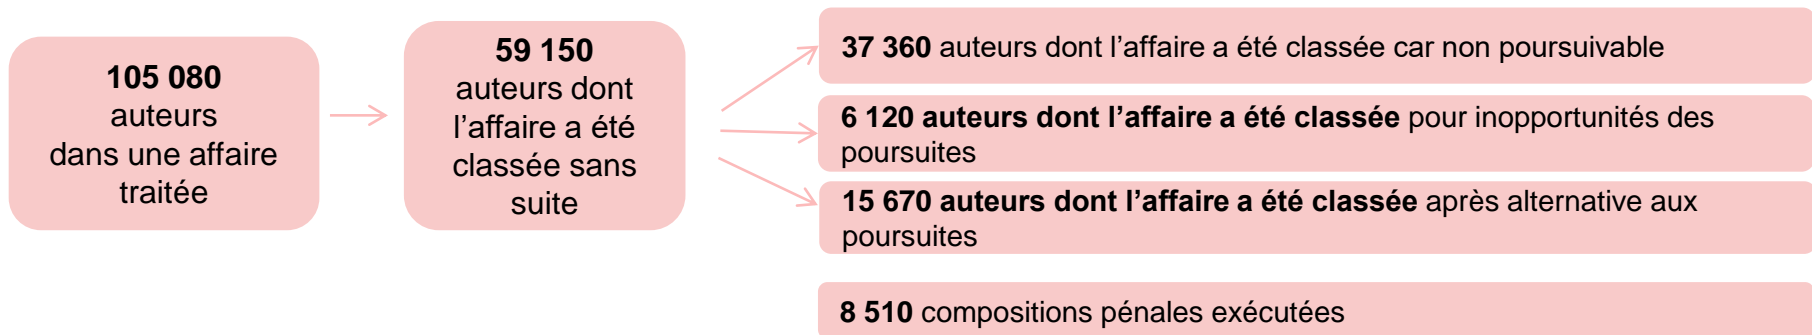 105 080
auteurs
dans une affaire
traitée
59 150
auteurs dont
l’affaire a été
classée sans
suite
37 360 auteurs dont l’affaire a été classée car non poursuivable
6 120 auteurs dont l’affaire a été classée pour inopportunités des
poursuites
15 670 auteurs dont l’affaire a été classée après alternative aux
poursuites
8 510 compositions pénales exécutées